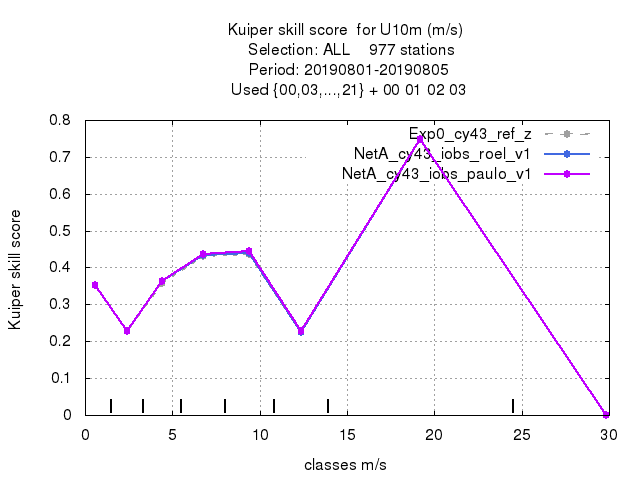 Kuiper skill score  for U10m (m/s)
Selection: ALL    977 stations
Period: 20190801-20190805
Used {00,03,...,21} + 00 01 02 03
Exp0_cy43_ref_z
NetA_cy43_iobs_roel_v1
NetA_cy43_iobs_paulo_v1
Kuiper skill score
0.8
0.7
0.6
0.5
0.4
0.3
0.2
0.1
0
0 5 10 15 20 25 30
classes m/s